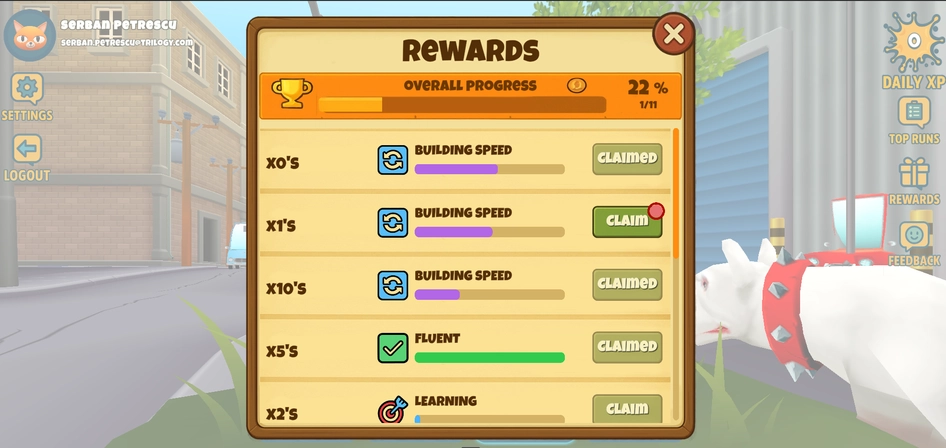 SERBAN PETRESCU
SERBAN.PETRESCU@TRILOGY.COM
SETTINGS
LOGOUT
REWARDS
OVERALL PROGRESS
22 %
1/11
X0'S
BUILDING SPEED
CLAIMED
X1'S
BUILDING SPEED
CLAIM
X10'S
BUILDING SPEED
CLAIMED
X5'S
FLUENT
CLAIMED
X2'S
LEARNING
CLAIM
DAILY XP
TOP RUNS
REWARDS
FEEDBACK